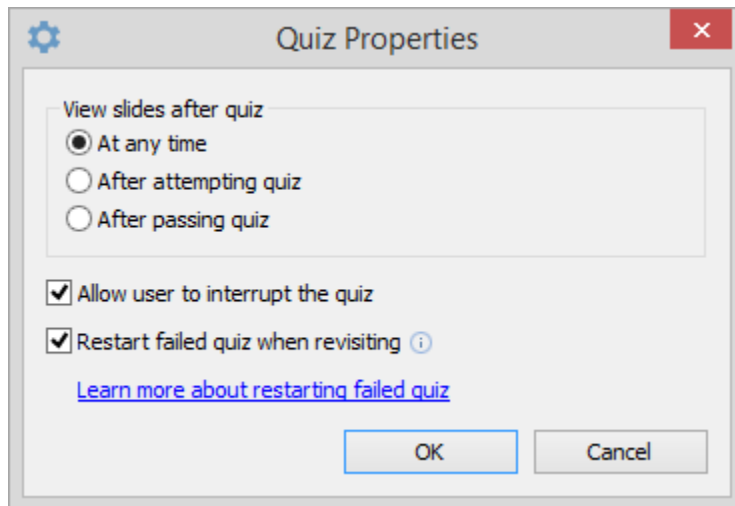 Quiz Properties
View slides after quiz
At any time
After attempting quiz
After passing quiz
Allow user to interrupt the quiz
Restart failed quiz when revisiting
Learn more about restarting failed quiz
OK Cancel